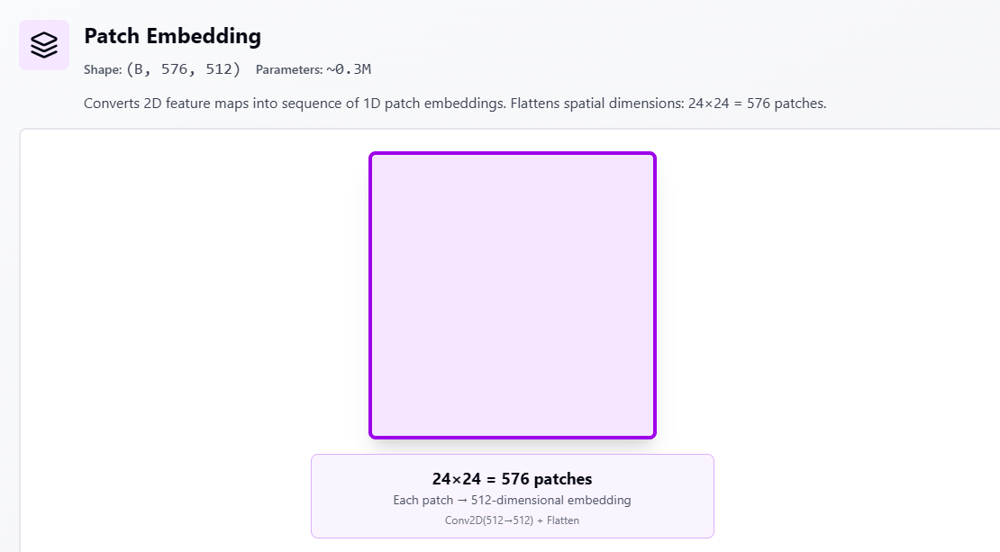 Patch Embedding
Shape: (B, 576, 512) Parameters: ~0.3M
Converts 2D feature maps into sequence of 1D patch embeddings. Flattens spatial dimensions: 24×24 = 576 patches.
24×24 = 576 patches
Each patch → 512-dimensional embedding
Conv2D(512→512) + Flatten